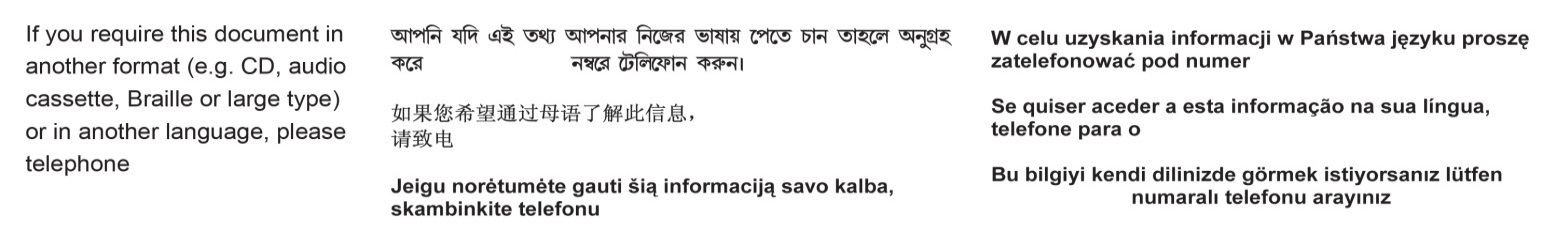 If you require this document in
another format (e.g. CD, audio
cassette, Braille or large type)
or in another language, please
telephone
আপনি যদি এই তথ্য আপনার নিজের ভাষায় পেতে চান তাহলে অনুগ্রহ
করে নম্বরে টেলিফোন করুন।
如果您希望通过母语了解此信息，
请致电
Jeigu norėtumėte gauti šią informaciją savo kalba,
skambinkite telefonu
W celu uzyskania informacji w Państwa języku proszę
zatelefonować pod numer
Se quiser aceder a esta informação na sua língua,
telefone para o
Bu bilgiyi kendi dilinizde görmek istiyorsanız lütfen
numaralı telefonu arayınız